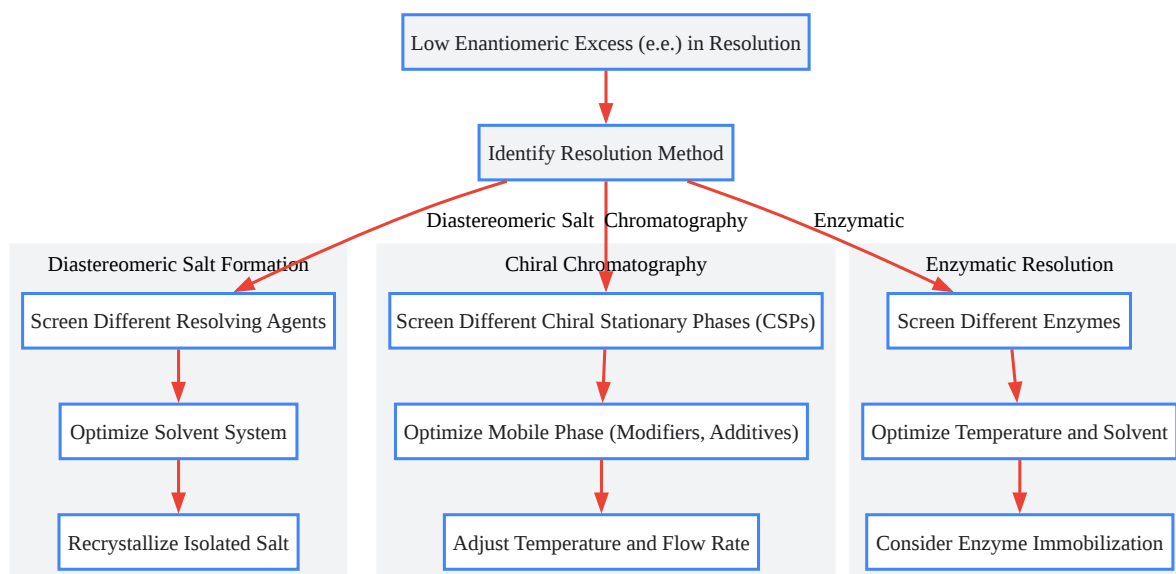 Low Enantiomeric Excess (e.e.) in Resolution
Identify Resolution Method
Diastereomeric Salt
Chromatography
Enzymatic
Diastereomeric Salt Formation
Chiral Chromatography
Enzymatic Resolution
Screen Different Resolving Agents
Screen Different Chiral Stationary Phases (CSPs)
Screen Different Enzymes
Optimize Solvent System
Optimize Mobile Phase (Modifiers, Additives)
Optimize Temperature and Solvent
Recrystallize Isolated Salt
Adjust Temperature and Flow Rate
Consider Enzyme Immobilization